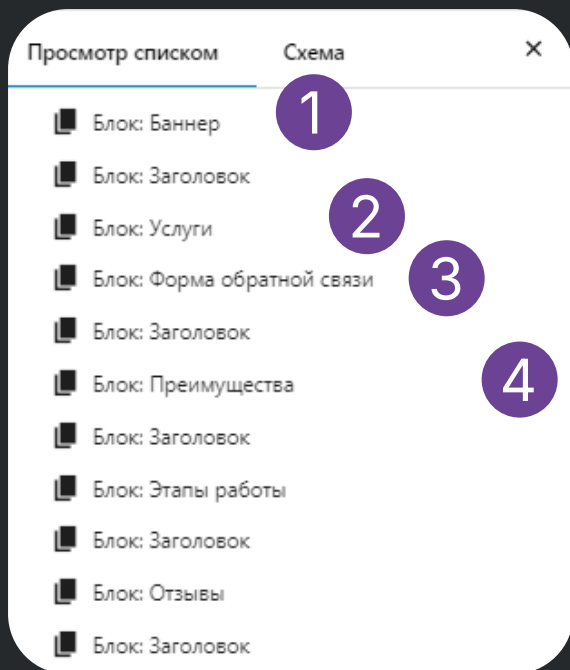 Просмотр списком Схема ×
Блок: Баннер 1
Блок: Заголовок
2
Блок: Услуги
Блок: Форма обратной связи 3
Блок: Заголовок
Блок: Преимущества 4
Блок: Заголовок
Блок: Этапы работы
Блок: Заголовок
Блок: Отзывы
Блок: Заголовок